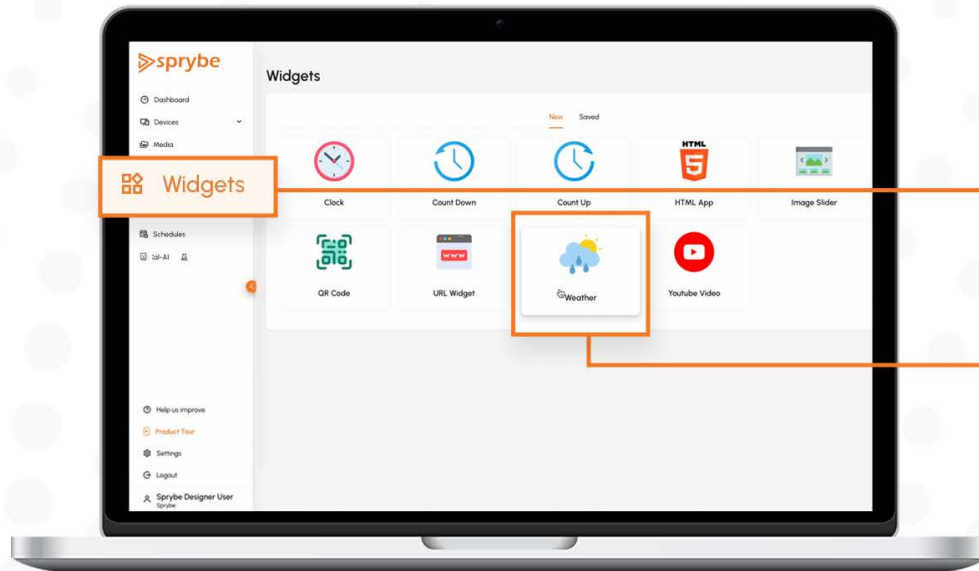 sprybe
Dashboard
Devices
Media
Widgets
Schedules
Help us improve
Product Tour
Settings
Logout
Sprybe Designer User
Sprybe
Widgets
New Saved
Clock
Count Down
Count Up
HTML
5
HTML App
Image Slider
QR Code
www
URL Widget
Weather
Youtube Video